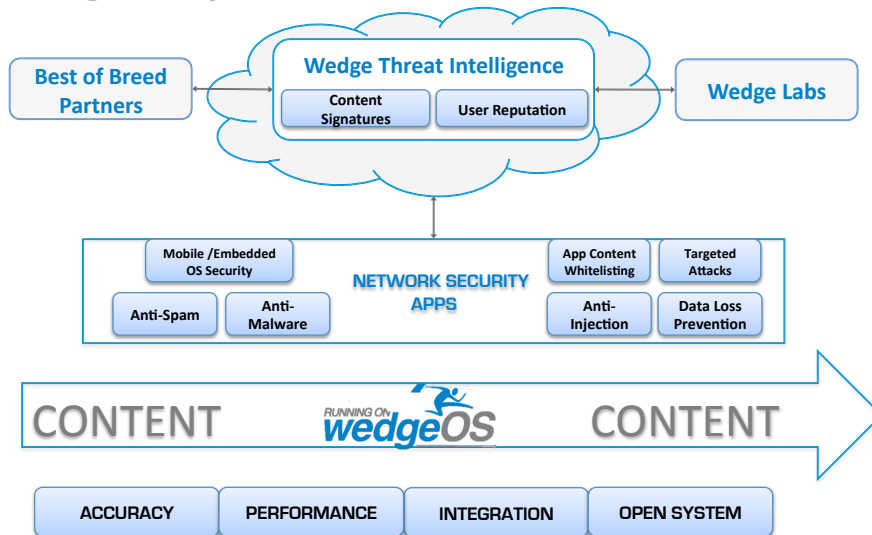 Best of Breed
Partners
Wedge Threat Intelligence
Content
Signatures
User Reputation
Wedge Labs
Mobile /Embedded
OS Security
Anti-Spam
Anti-
Malware
NETWORK SECURITY
APPS
App Content
Whitelisting
Targeted
Attacks
Anti-
Injection
Data Loss
Prevention
CONTENT
RUNNING ON
wedgeOS
CONTENT
ACCURACY
PERFORMANCE
INTEGRATION
OPEN SYSTEM